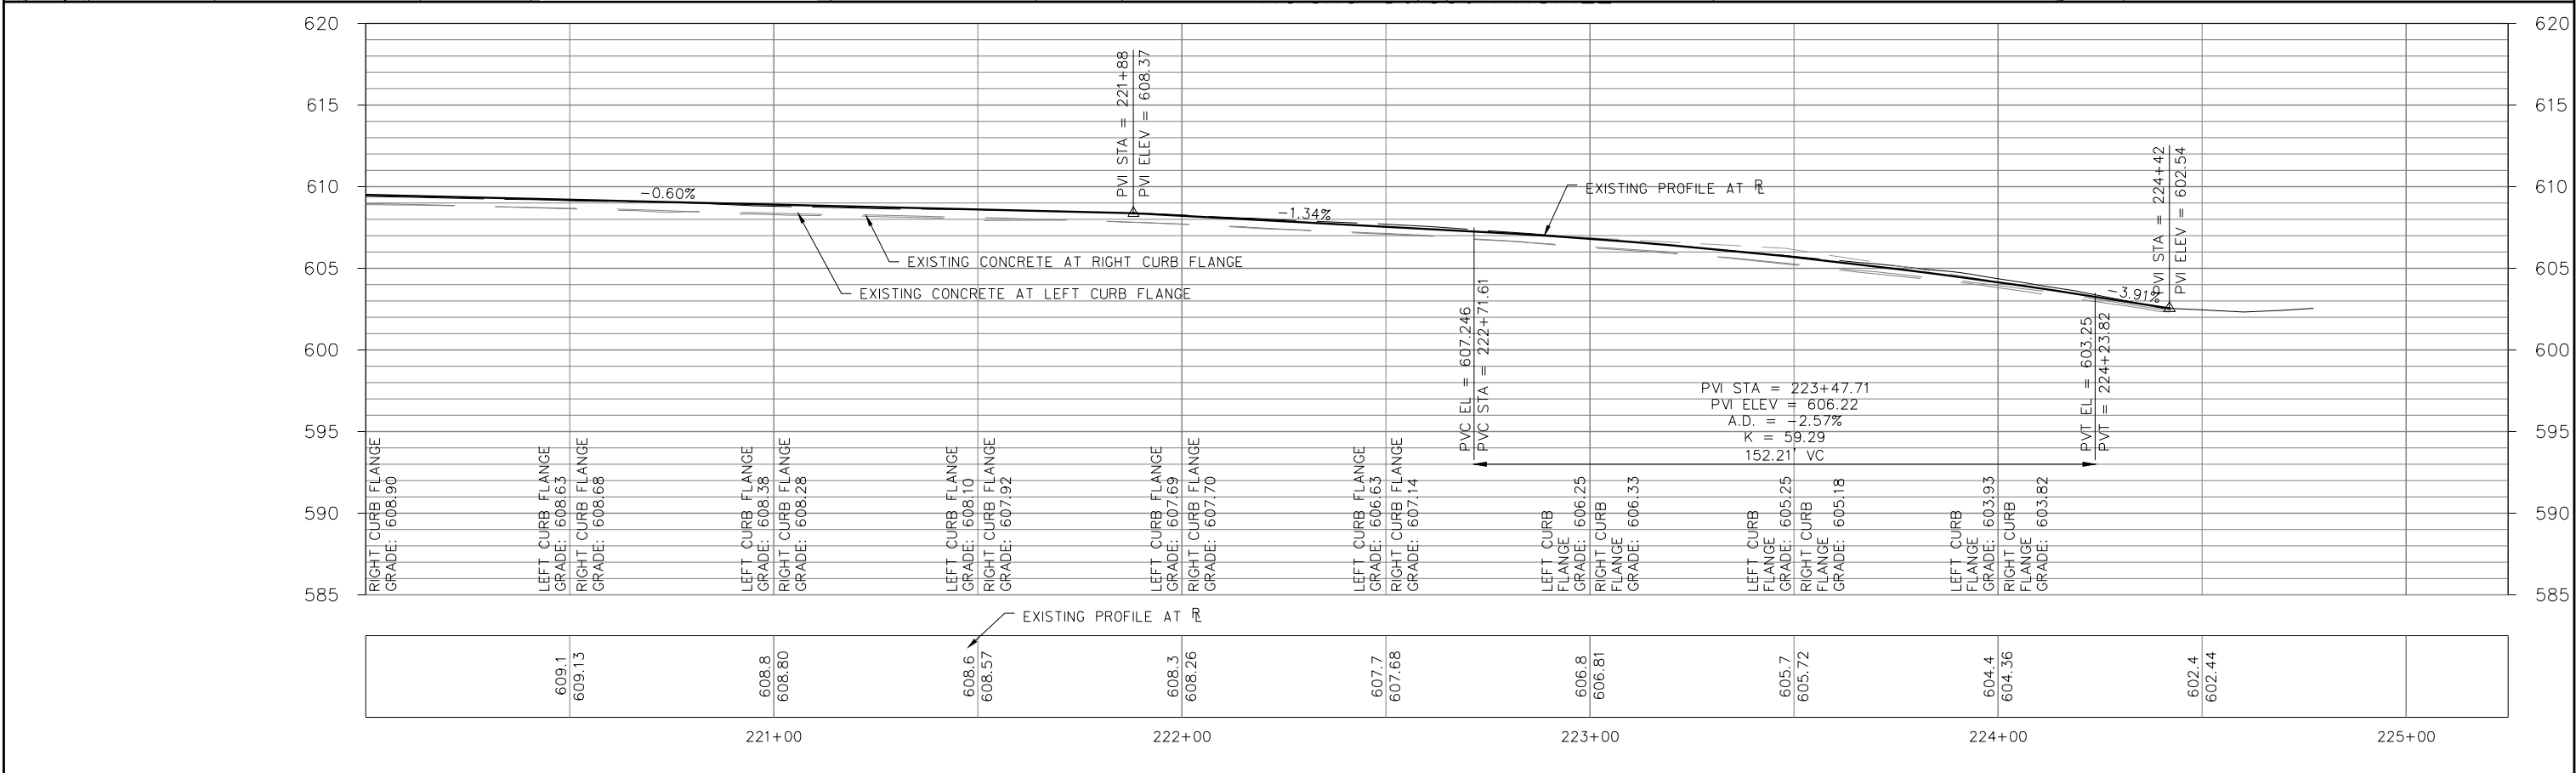 620
620
615
615
610
610
605
605
600
600
595
595
590
590
585
585
-0.60%
PVI STA = 221+88
PVI ELEV = 608.37
-1.34%
EXISTING PROFILE AT
EXISTING CONCRETE AT RIGHT CURB FLANGE
EXISTING CONCRETE AT LEFT CURB FLANGE
PVI STA = 224+42
PVI ELEV = 602.54
-3.91%
PVC EL = 607.246
PVC STA = 222+71.61
PVI STA = 223+47.71
PVI ELEV = 606.22
A.D. = -2.57%
K = 59.29
152.21' VC
PVT EL = 603.25
PVT = 224+23.82
RIGHT CURB FLANGE
GRADE: 608.90
LEFT CURB FLANGE
GRADE: 608.63
RIGHT CURB FLANGE
GRADE: 608.68
LEFT CURB FLANGE
GRADE: 608.38
RIGHT CURB FLANGE
GRADE: 608.28
LEFT CURB FLANGE
GRADE: 608.10
RIGHT CURB FLANGE
GRADE: 607.92
LEFT CURB FLANGE
GRADE: 607.69
RIGHT CURB FLANGE
GRADE: 607.70
LEFT CURB FLANGE
GRADE: 606.63
RIGHT CURB FLANGE
GRADE: 607.14
LEFT CURB
FLANGE
GRADE: 606.25
RIGHT CURB
FLANGE
GRADE: 606.33
LEFT CURB
FLANGE
GRADE: 605.25
RIGHT CURB
FLANGE
GRADE: 605.18
LEFT CURB
FLANGE
GRADE: 603.93
RIGHT CURB
FLANGE
GRADE: 603.82
EXISTING PROFILE AT
609.1
609.13
608.8
608.80
608.6
608.57
608.3
608.26
607.7
607.68
606.8
606.81
605.7
605.72
604.4
604.36
602.4
602.44
221+00
222+00
223+00
224+00
225+00